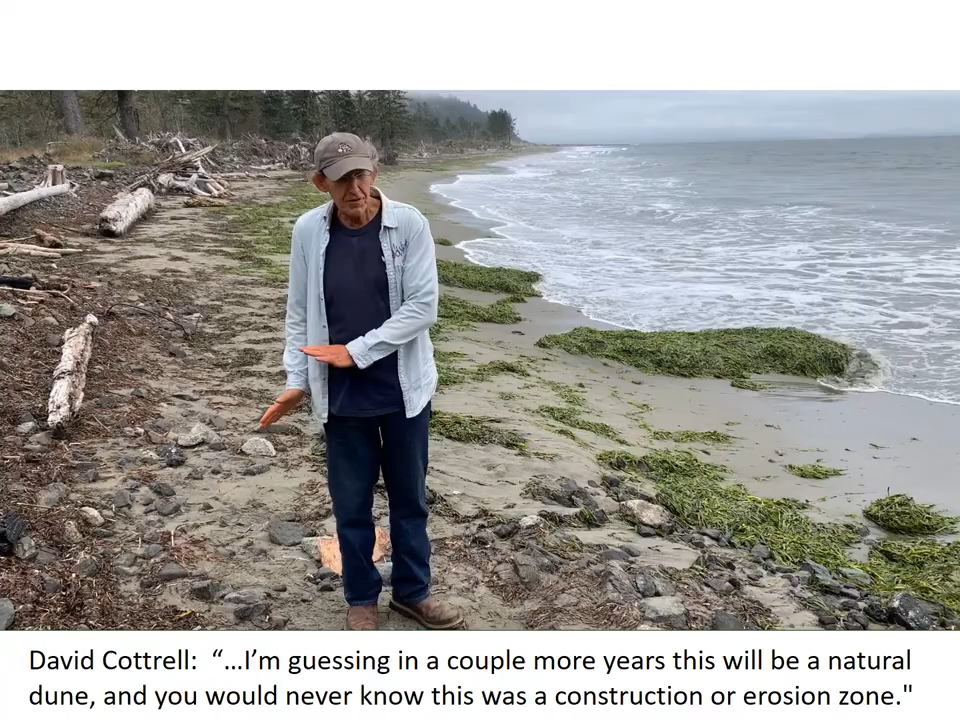 David Cottrell:  “…I’m guessing in a couple more years this will be a natural
dune, and you would never know this was a construction or erosion zone."